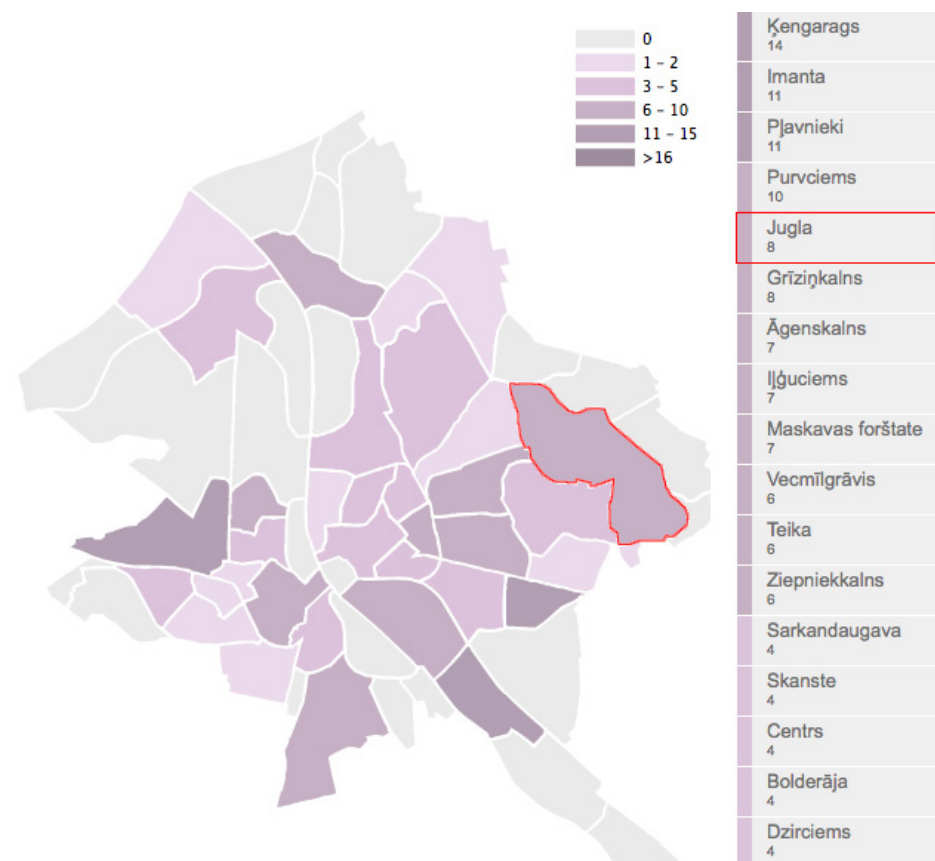 0
1 – 2
3 – 5
6 – 10
11 – 15
>16
Ķengarags
14
Imanta
11
Pļavnieki
11
Purvciems
10
Jugla
8
Grīziņkalns
8
Āgenskalns
7
Iļģuciems
7
Maskavas forštate
7
Vecmīlgrāvis
6
Teika
6
Ziepniekkalns
6
Sarkandaugava
4
Skanste
4
Centrs
4
Bolderāja
4
Dzirciems
4